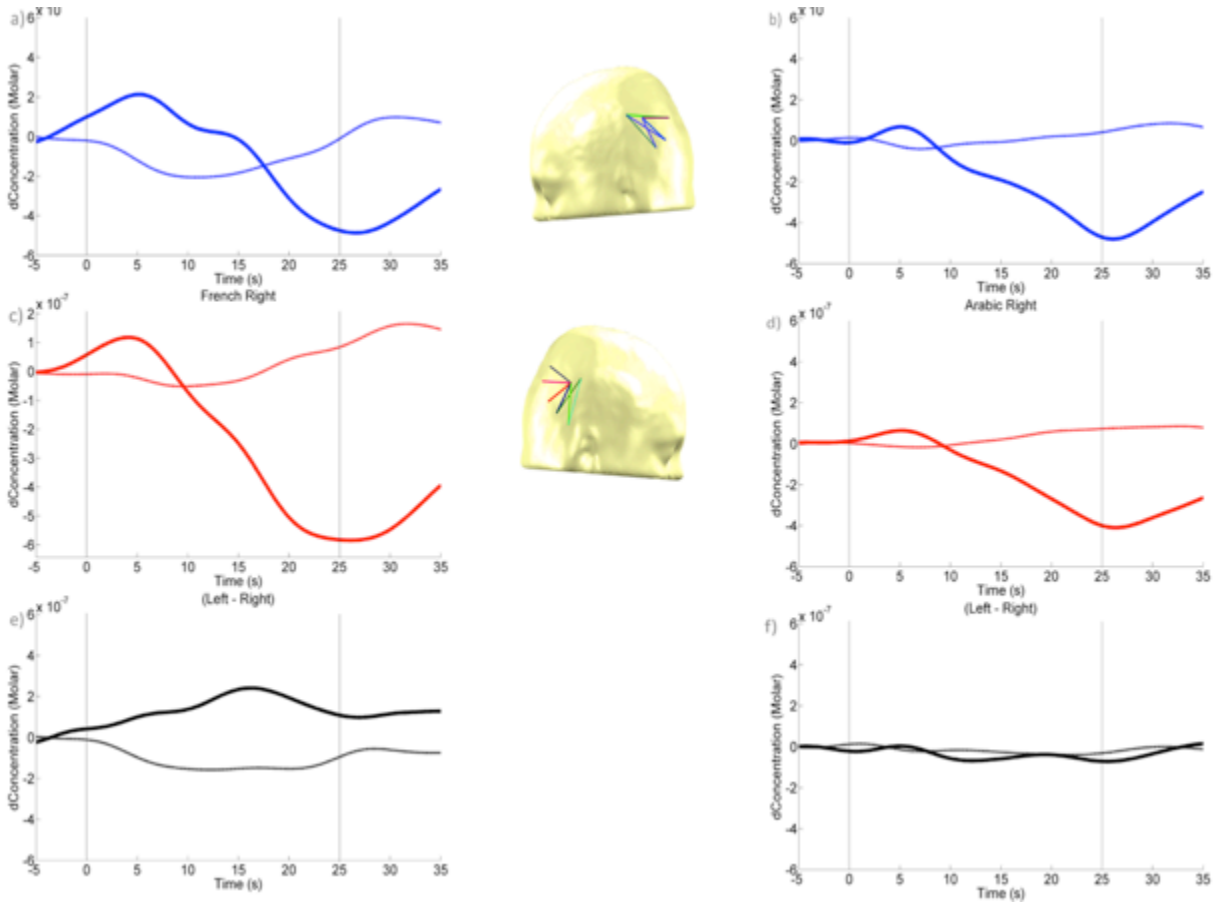 a)
x 10
6
4
2
0
-2
-4
-6
dConcentration (Molar)
-5 0 5 10 15 20 25 30 35
Time (s)
b)
x 10
6
4
2
0
-2
-4
-6
dConcentration (Molar)
-5 0 5 10 15 20 25 30 35
Time (s)
French Right
c)
x 10-7
2
1
0
-1
-2
-3
-4
-5
-6
dConcentration (Molar)
-5 0 5 10 15 20 25 30 35
Time (s)
Arabic Right
d)
x 10-7
6
4
2
0
-2
-4
-6
dConcentration (Molar)
-5 0 5 10 15 20 25 30 35
Time (s)
(Left - Right)
e)
x 10-7
6
4
2
0
-2
-4
-6
dConcentration (Molar)
-5 0 5 10 15 20 25 30 35
Time (s)
(Left - Right)
f)
x 10-7
6
4
2
0
-2
-4
-6
dConcentration (Molar)
-5 0 5 10 15 20 25 30 35
Time (s)